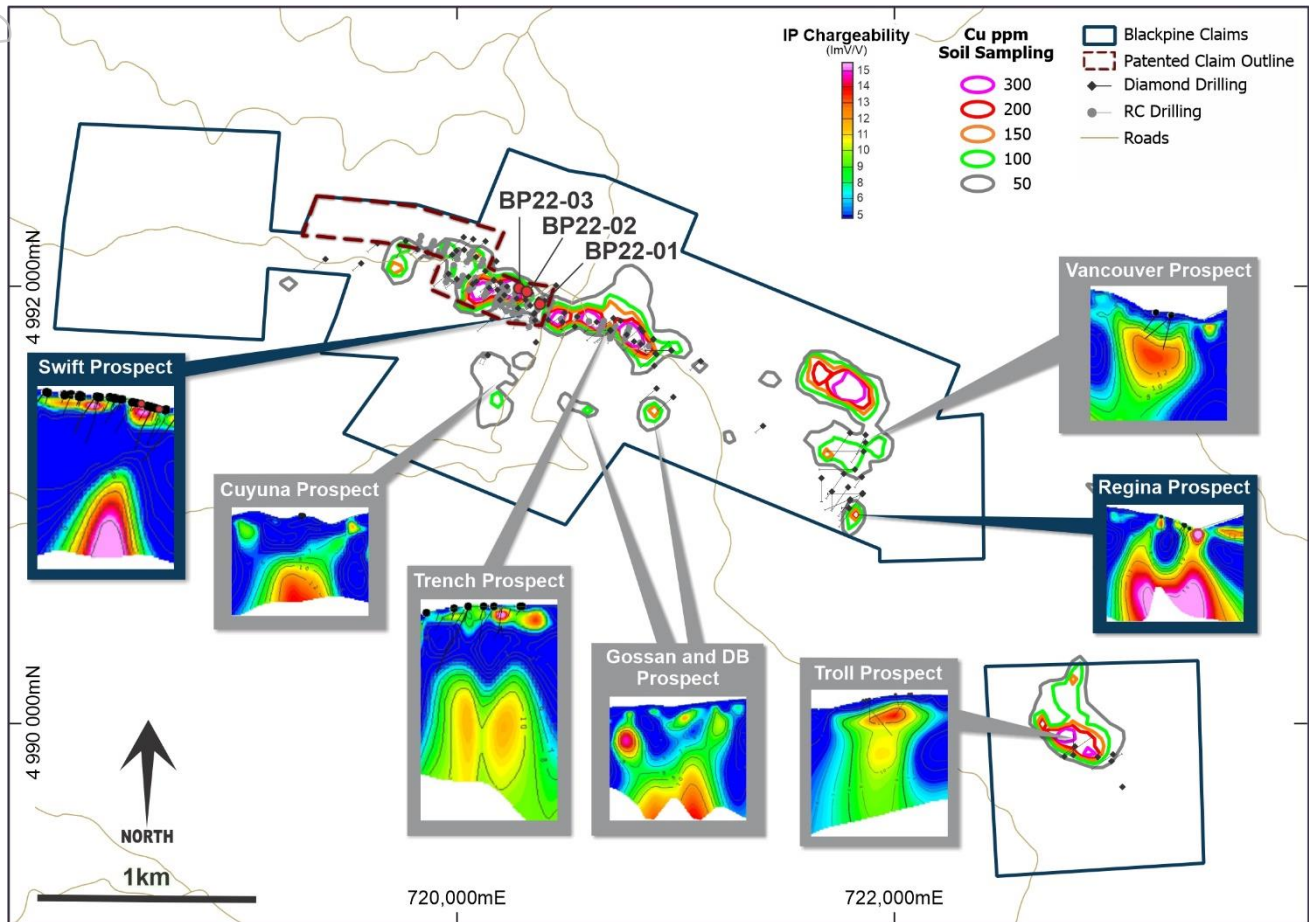 IP Chargeability
(ImV/V)
15
14
13
12
11
10
9
8
6
5
Cu ppm
Soil Sampling
300
200
150
100
50
Blackpine Claims
Patented Claim Outline
Diamond Drilling
RC Drilling
Roads
BP22-03
BP22-02
BP22-01
4 992 000mN
Vancouver Prospect
Swift Prospect
Cuyuna Prospect
Regina Prospect
Trench Prospect
Gossan and DB
Prospect
Troll Prospect
4 990 000mN
NORTH
1km
720,000mE
722,000mE